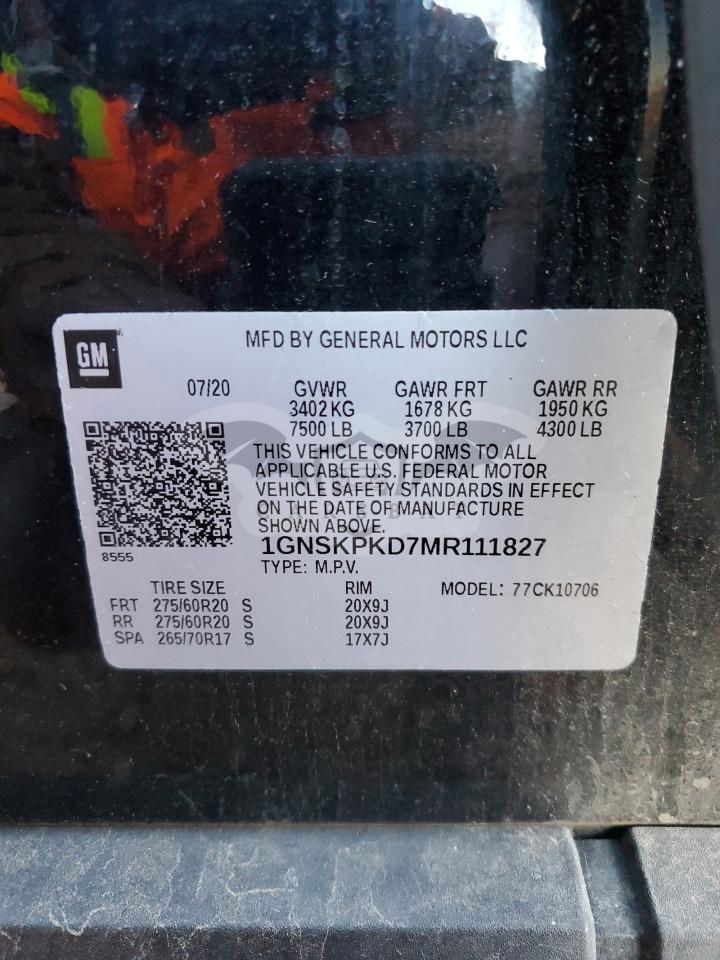 GM
MFD BY GENERAL MOTORS LLC
07/20 GVWR GAWR FRT GAWR RR
3402 KG 1678 KG 1950 KG
7500 LB 3700 LB 4300 LB
THIS VEHICLE CONFORMS TO ALL
APPLICABLE U.S. FEDERAL MOTOR
VEHICLE SAFETY STANDARDS IN EFFECT
ON THE DATE OF MANUFACTURE
SHOWN ABOVE.
8555
1GNSKPKD7MR111827
TYPE: M.P.V.
TIRE SIZE RIM MODEL: 77CK10706
FRT 275/60R20 S 20X9J
RR 275/60R20 S 20X9J
SPA 265/70R17 S 17X7J